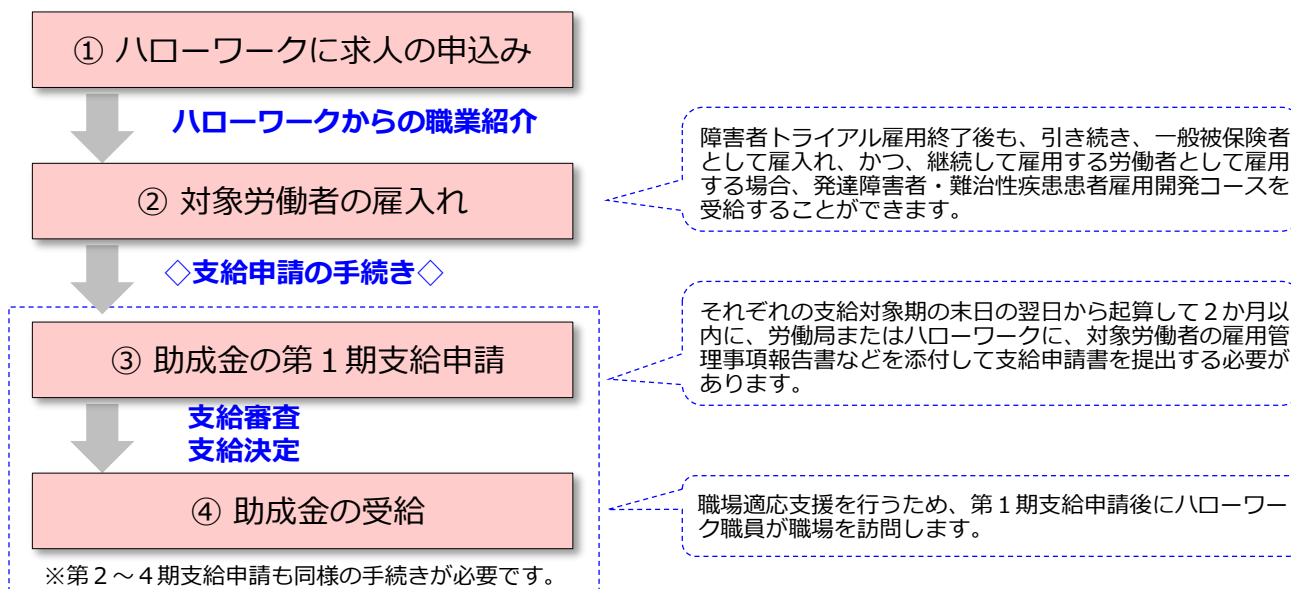 ① ハローワークに求人の申込み
ハローワークからの職業紹介
② 対象労働者の雇入れ
障害者トライアル雇用終了後も、引き続き、一般被保険者
として雇入れ、かつ、継続して雇用する労働者として雇用
する場合、発達障害者・難治性疾患患者雇用開発コースを
受給することができます。
◇支給申請の手続き◇
③ 助成金の第１期支給申請
それぞれの支給対象期の末日の翌日から起算して２か月以
内に、労働局またはハローワークに、対象労働者の雇用管
理事項報告書などを添付して支給申請書を提出する必要が
あります。
支給審査
支給決定
④ 助成金の受給
職場適応支援を行うため、第１期支給申請後にハローワー
ク職員が職場を訪問します。
※第２～４期支給申請も同様の手続きが必要です。